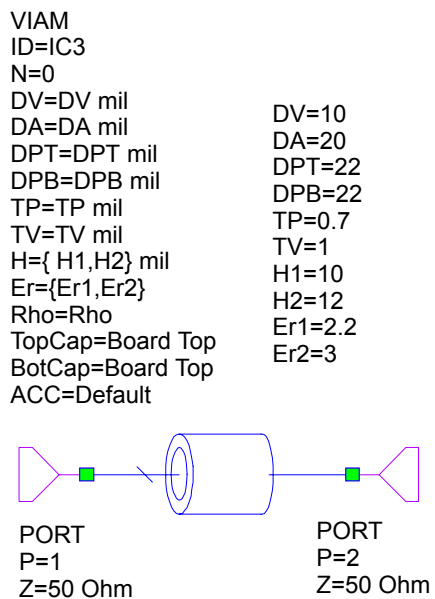 VIAM
ID=IC3
N=0
DV=DV mil
DA=DA mil
DPT=DPT mil
DPB=DPB mil
TP=TP mil
TV=TV mil
H={ H1,H2} mil
Er={Er1,Er2}
Rho=Rho
TopCap=Board Top
BotCap=Board Top
ACC=Default
DV=10
DA=20
DPT=22
DPB=22
TP=0.7
TV=1
H1=10
H2=12
Er1=2.2
Er2=3
PORT
P=1
Z=50 Ohm
PORT
P=2
Z=50 Ohm